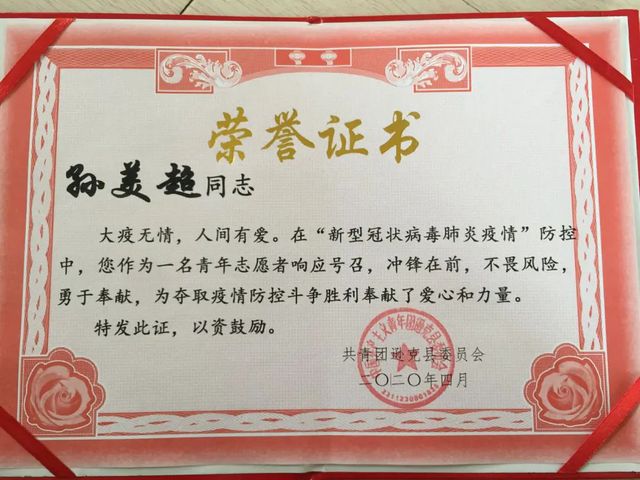 荣誉证书
孙美超同志
大疫无情，人间有爱。在“新型冠状病毒肺炎疫情”防控
中，您作为一名青年志愿者响应号召，冲锋在前，不畏风险，
勇于奉献，为夺取疫情防控斗争胜利奉献了爱心和力量。
特发此证，以资鼓励。
共青团逊克县委员会
二〇二〇年四月